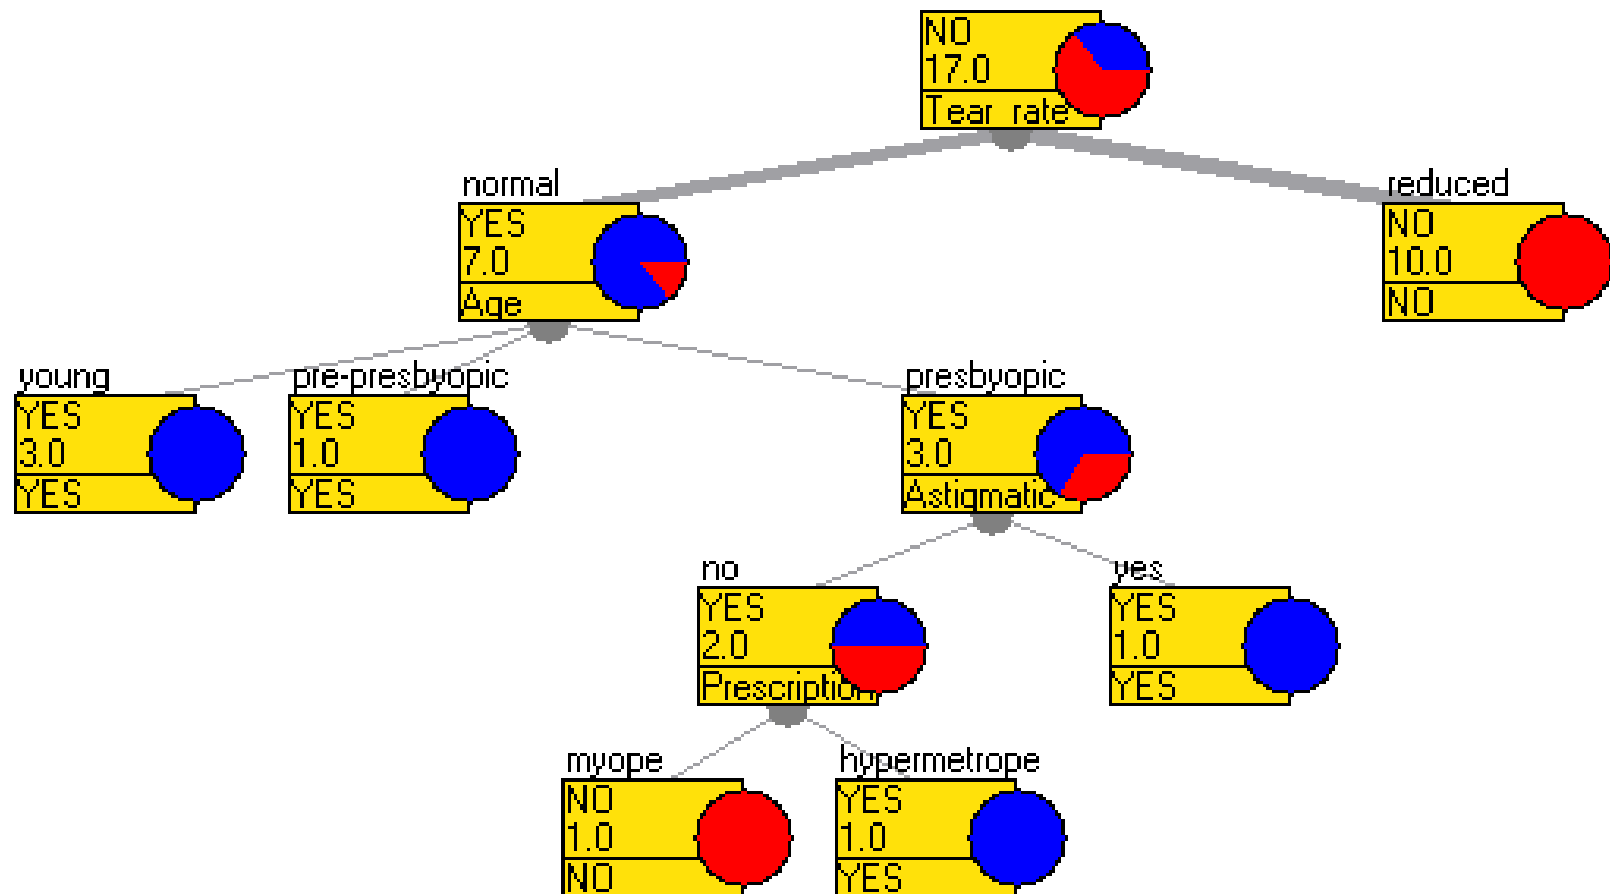 NO
17.0
Tear rate
normal
YES
7.0
Age
reduced
NO
10.0
NO
young
YES
3.0
YES
pre-presbyopic
YES
1.0
YES
presbyopic
YES
3.0
Astigmatic
no
YES
2.0
Prescription
yes
YES
1.0
YES
myope
NO
1.0
NO
hypermetrope
YES
1.0
YES